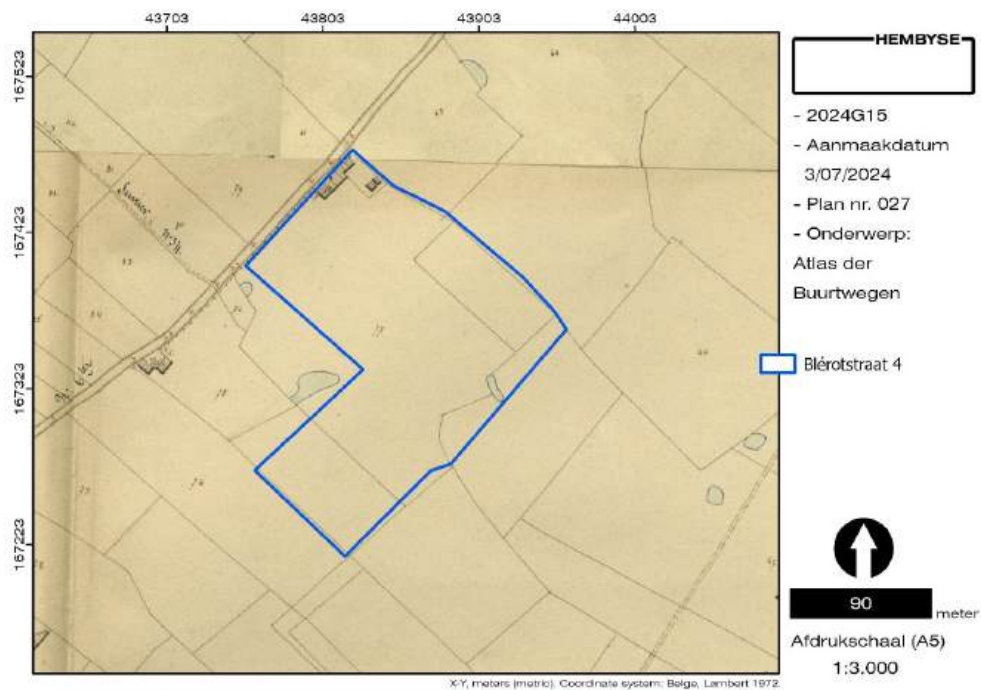 43703 43803 43903 44003
167523
167423
167323
167223
HEMBYSE
- 2024G15
- Aanmaakdatum
3/07/2024
- Plan nr. 027
- Onderwerp:
Atlas der
Buurtwegen
Blérotstraat 4
90 meter
Afdrukschaal (A5)
1:3.000
X-Y, meters (metric). Coordinate system: Belge, Lambert 1972.